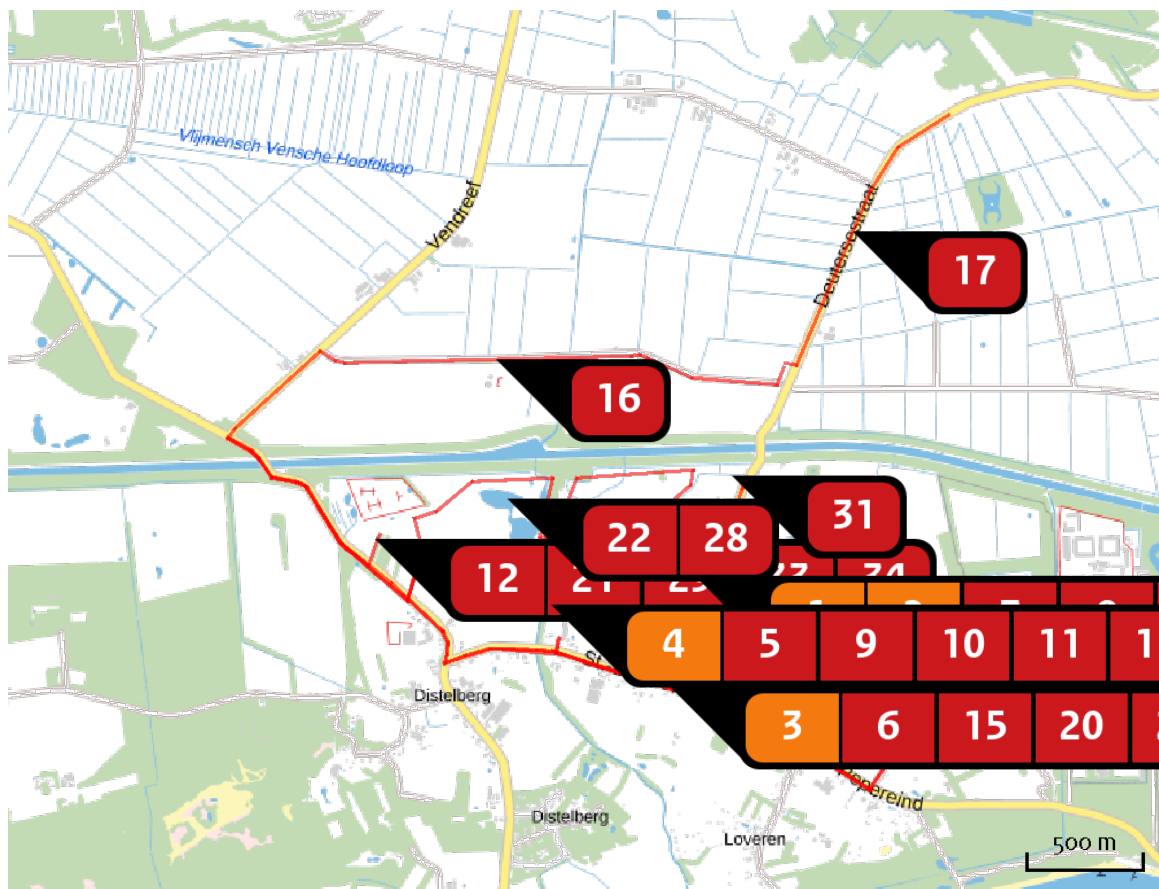 Vlijmensch Vensche Hoofdloop
Vendreef
Deutersestraat
17
16
31
22 28
12 21
4 5 9 10 11
Distelberg
3 6 15 20
Distelberg
Loveren
500 m